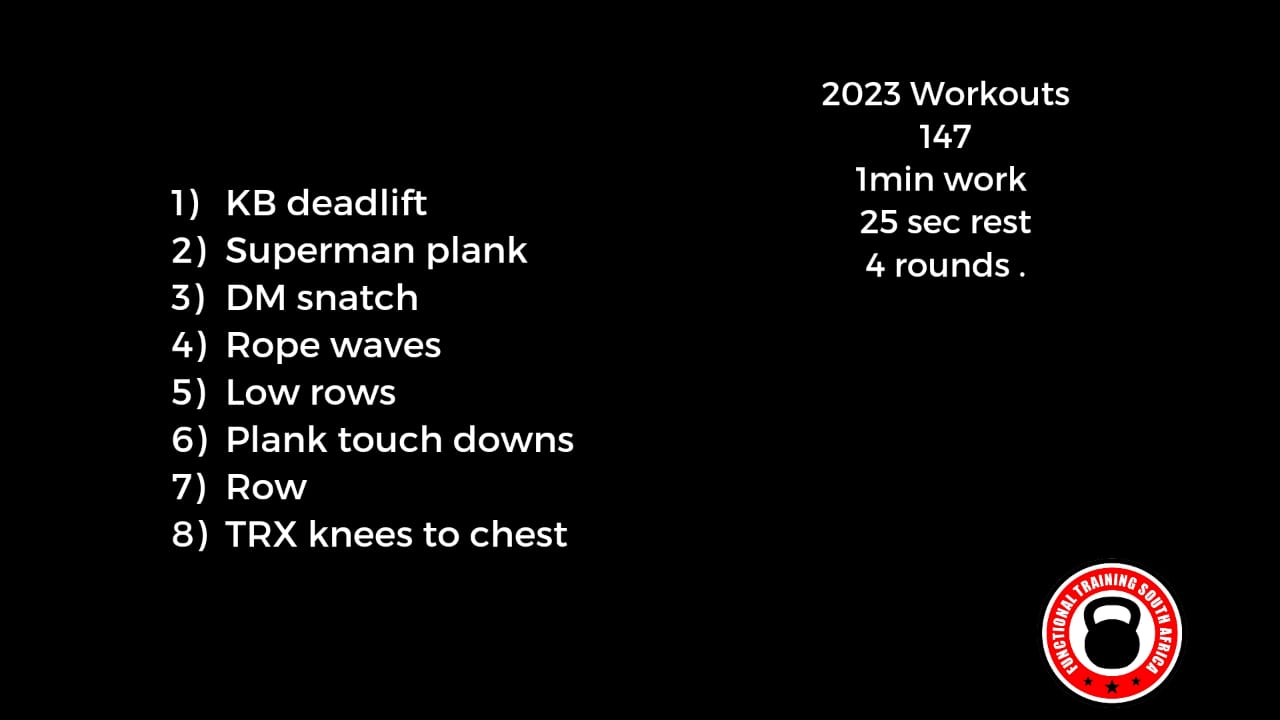 2023 Workouts
147
1min work
25 sec rest
4 rounds .
1) KB deadlift
2) Superman plank
3) DM snatch
4) Rope waves
5) Low rows
6) Plank touch downs
7) Row
8) TRX knees to chest
FUNCTIONAL TRAINING SOUTH AFRICA